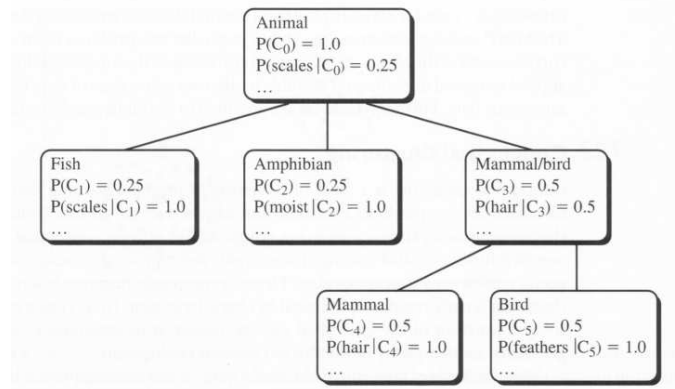 Animal
P(C₀) = 1.0
P(scales|C₀) = 0.25
...
Fish
P(C₁) = 0.25
P(scales|C₁) = 1.0
...
Amphibian
P(C₂) = 0.25
P(moist|C₂) = 1.0
...
Mammal/bird
P(C₃) = 0.5
P(hair|C₃) = 0.5
...
Mammal
P(C₄) = 0.5
P(hair|C₄) = 1.0
...
Bird
P(C₅) = 0.5
P(feathers |C₅) = 1.0
...